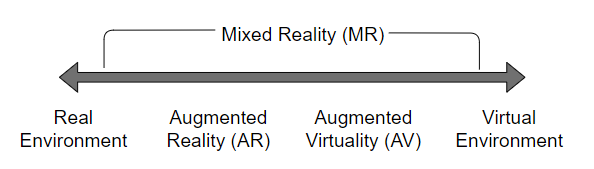 Mixed Reality (MR)
Real
Environment
Augmented
Reality (AR)
Augmented
Virtuality (AV)
Virtual
Environment